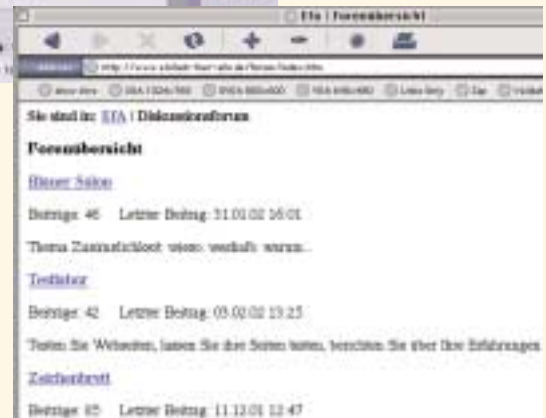 Efa | Forenübersicht
Sie sind in: EFA | Diskussionsforum
Forenübersicht
Blauer Salon
Beiträge: 46 Letzter Beitrag: 31.01.02 16:01
Thema Zugänglichkeit: wieso, weshalb, warum...
Testlabor
Beiträge: 42 Letzter Beitrag: 03.02.02 13:25
Testen Sie Webseiten, lassen Sie Ihre Seiten testen, berichten Sie über Ihre Erfahrungen
Zeichenbrett
Beiträge: 85 Letzter Beitrag: 11.12.01 12:47